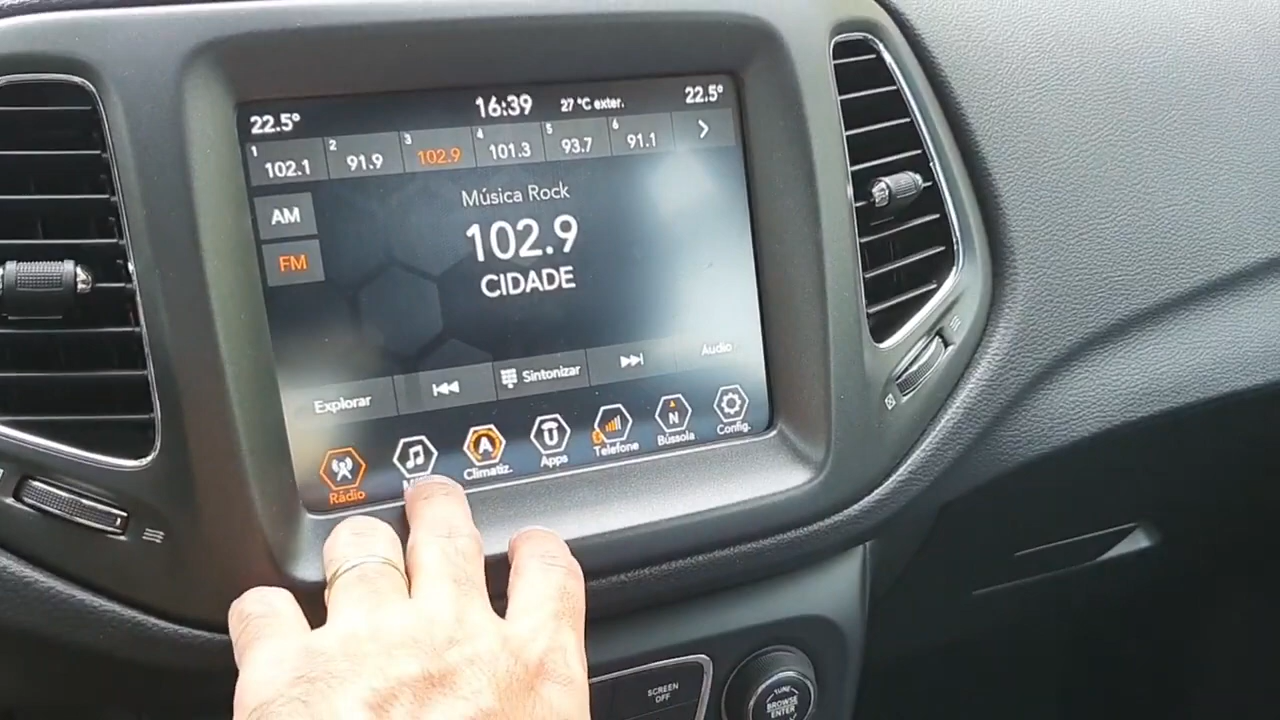 22.5° 16:39 27 °C exter. 22.5°
1 102.1 2 91.9 3 102.9 4 101.3 5 93.7 6 91.1
AM
Música Rock
FM
102.9
CIDADE
Explorar Sintonizar Audio
Rádio Climatiz. Apps Telefone Bússola Config.
A U N
SCREEN
OFF
TUNE
BROWSE
ENTER